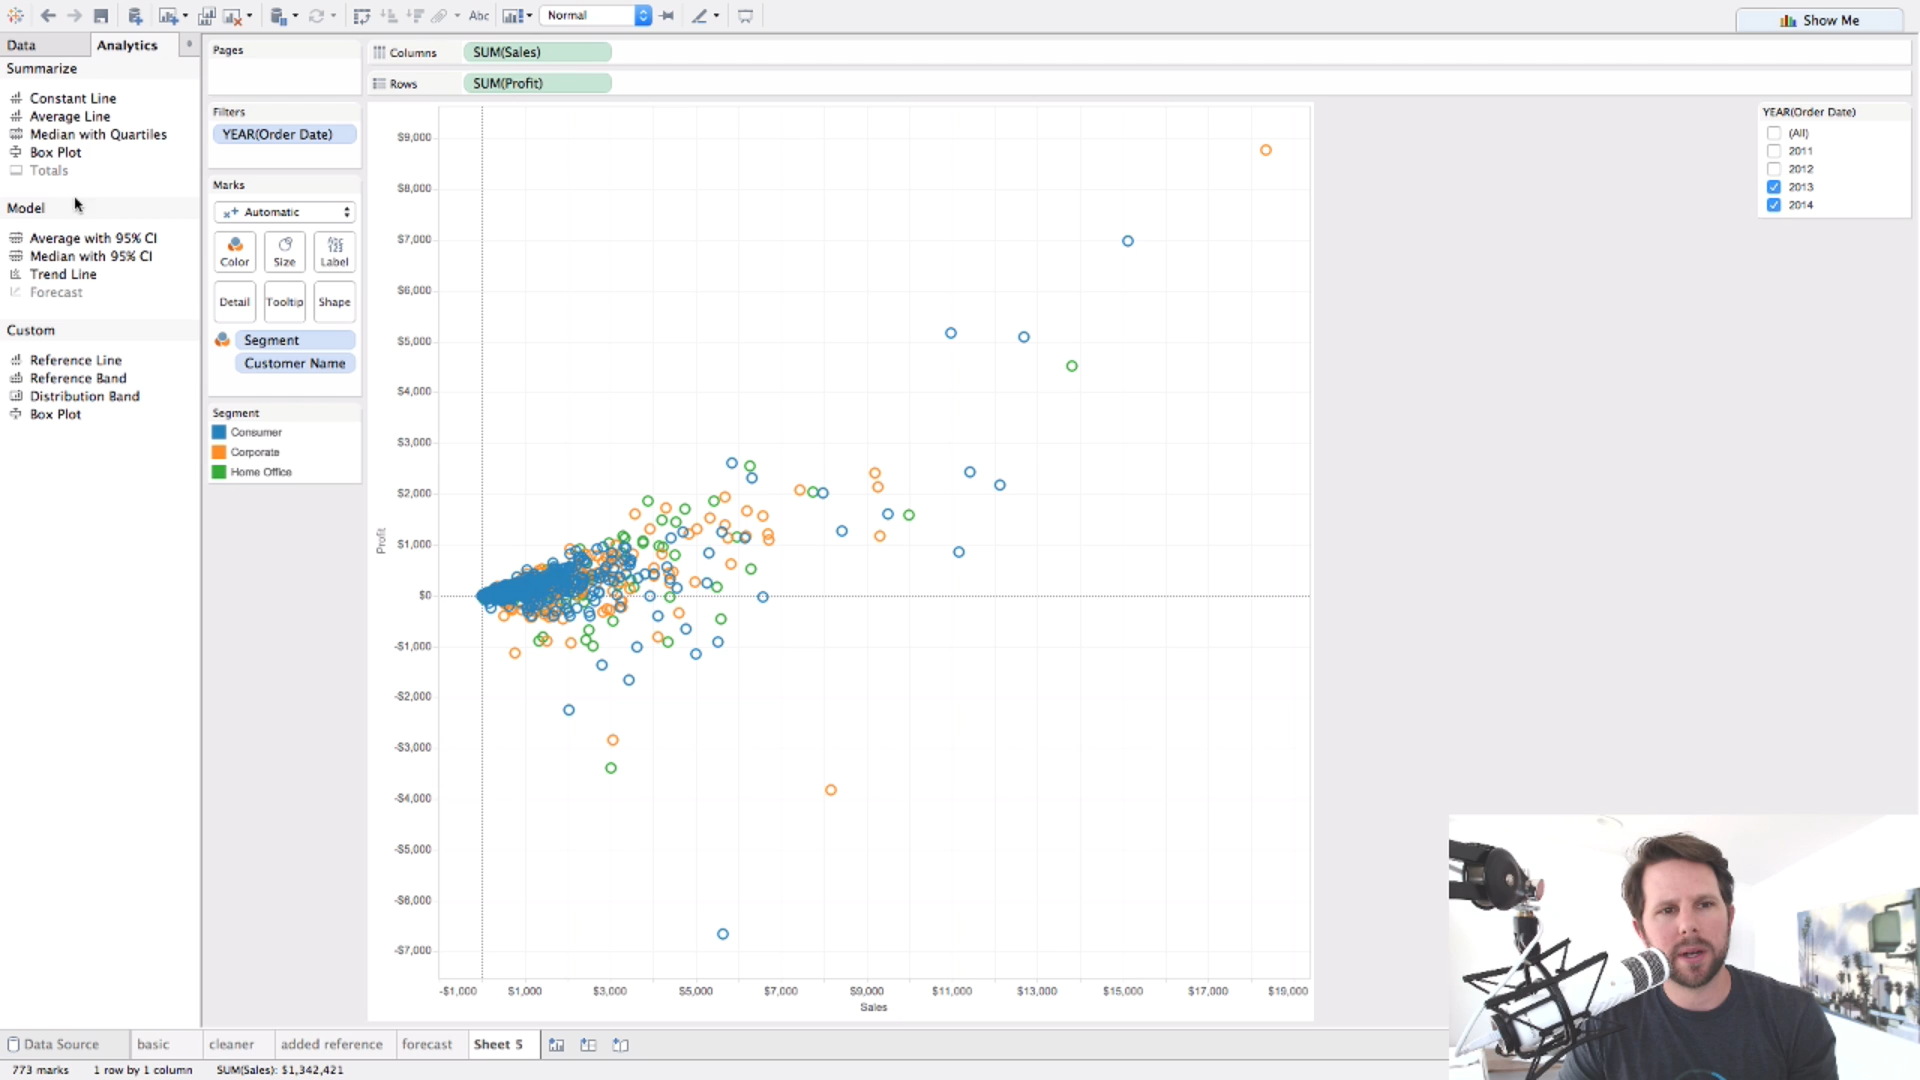 Abc
Normal
Show Me
Data
Analytics
Summarize
Constant Line
Average Line
Median with Quartiles
Box Plot
Totals
Model
Average with 95% CI
Median with 95% CI
Trend Line
Forecast
Custom
Reference Line
Reference Band
Distribution Band
Box Plot
Pages
Filters
YEAR(Order Date)
Marks
Automatic
Color
Size
Abc
123
Label
Detail
Tooltip
Shape
Segment
Customer Name
Segment
Consumer
Corporate
Home Office
Columns
SUM(Sales)
Rows
SUM(Profit)
$9,000
$8,000
$7,000
$6,000
$5,000
$4,000
$3,000
$2,000
$1,000
$0
-$1,000
-$2,000
-$3,000
-$4,000
-$5,000
-$6,000
-$7,000
Profit
-$1,000
$1,000
$3,000
$5,000
$7,000
$9,000
$11,000
$13,000
$15,000
$17,000
$19,000
Sales
YEAR(Order Date)
(All)
2011
2012
2013
2014
Data Source
basic
cleaner
added reference
forecast
Sheet 5
773 marks
1 row by 1 column
SUM(Sales): $1,342,421